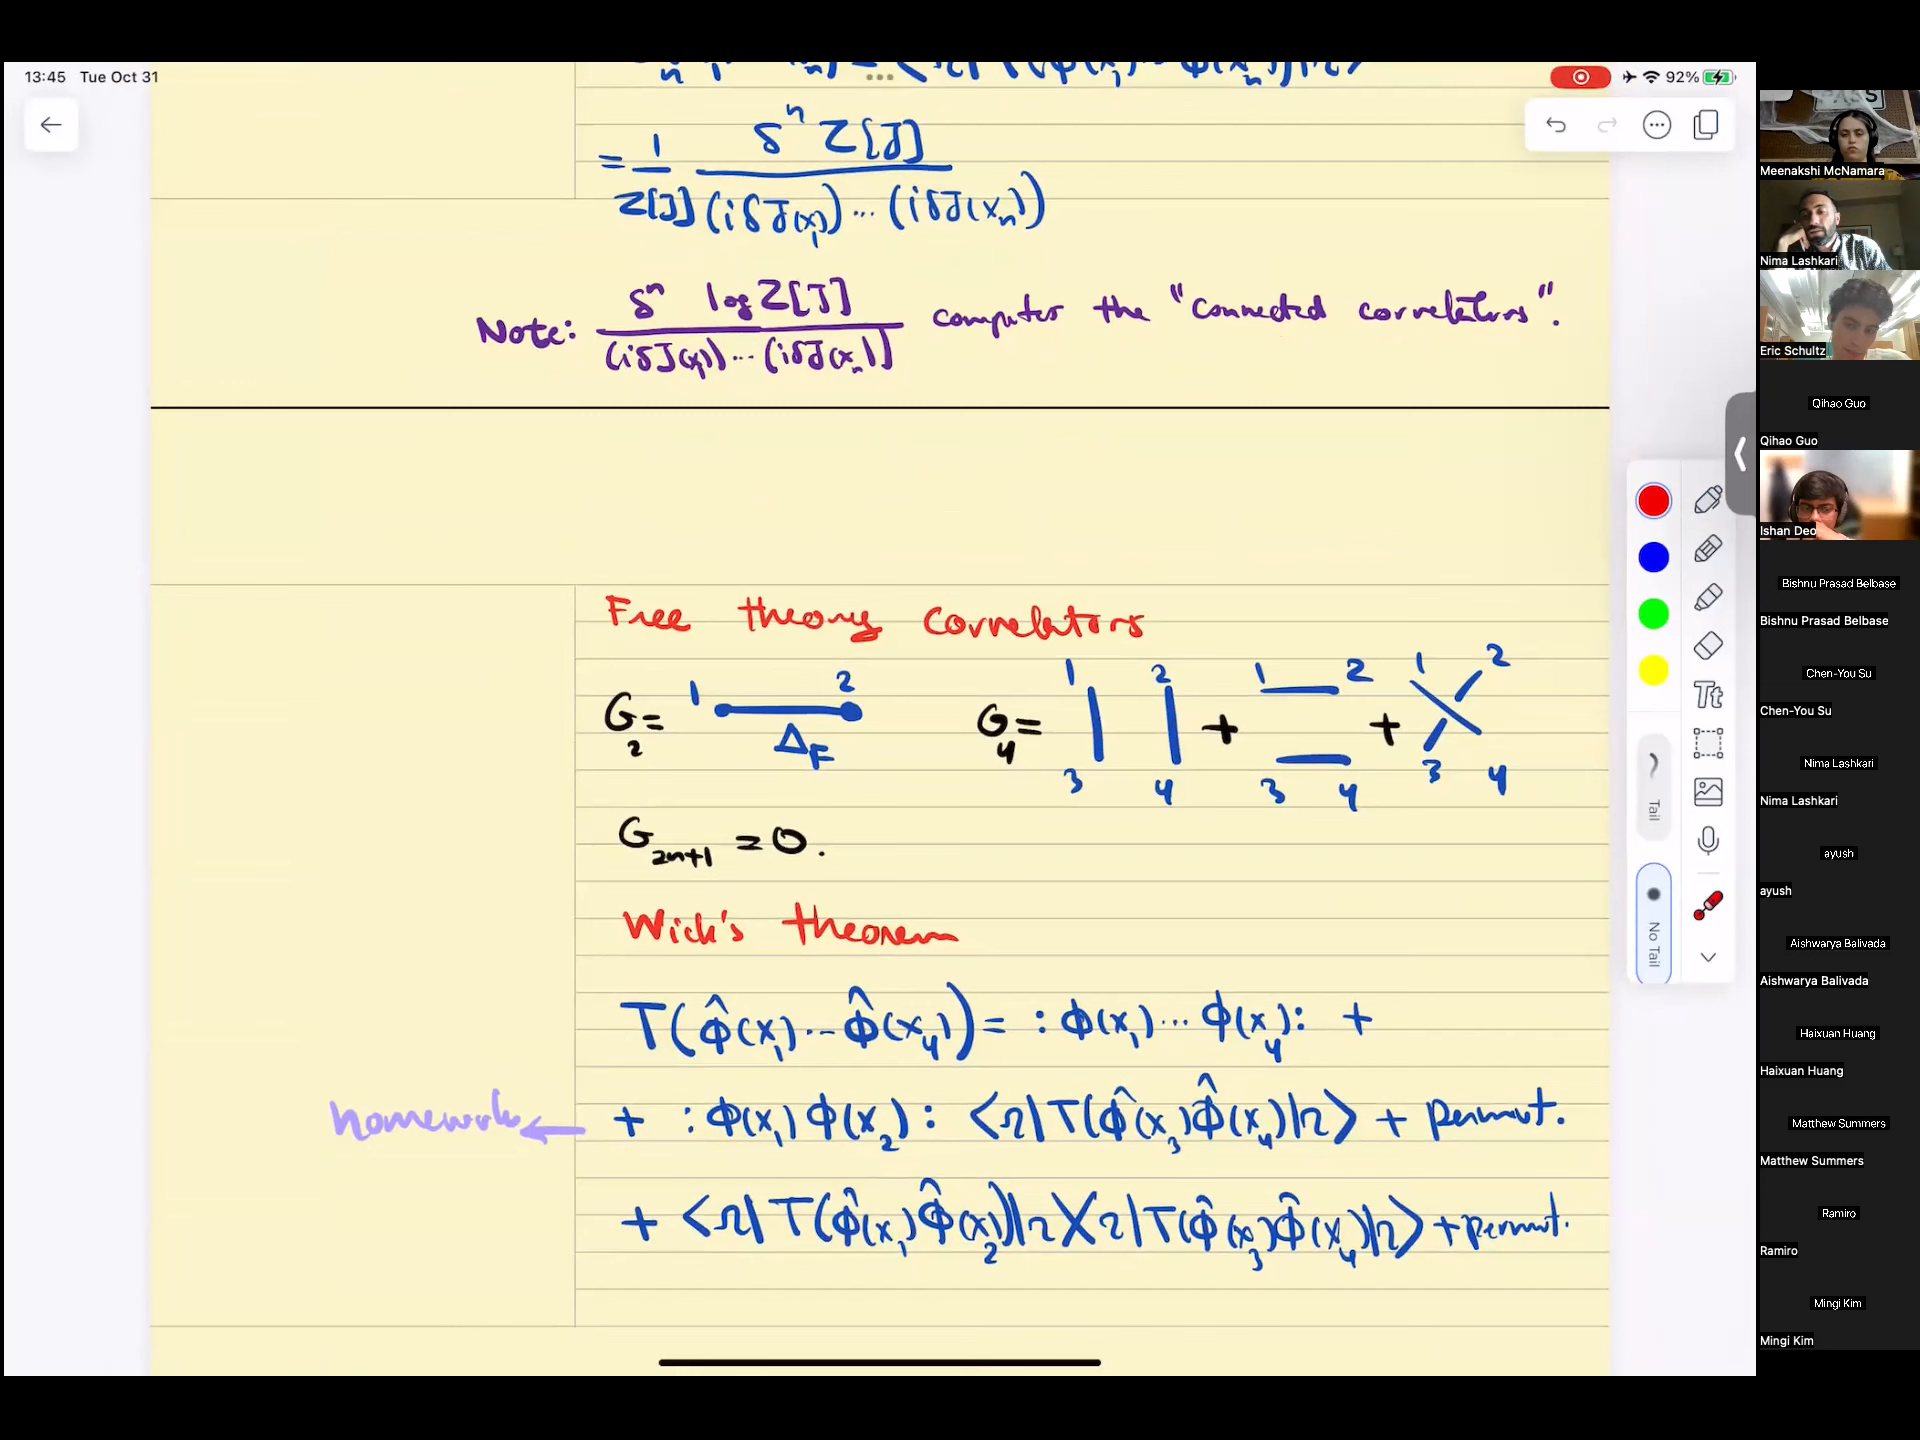 13:45 Tue Oct 31
92%
= 1/Z[J] δⁿ Z[J] / (iδJ(x₁)) ... (iδJ(xₙ))
Note: δⁿ log Z[J] / (iδJ(x₁)) ... (iδJ(xₙ)) computes the "connected correlators".
Free theory correlators
G₂ = 1 2 Δ_F G₄ = 1 2 3 4 + 1 2 3 4 + 1 2 3 4
G₂ₙ₊₁ = 0.
Wick's theorem
T(φ̂(x₁)...φ̂(x₄)) = :φ(x₁)...φ(x₄): +
homework ← + :φ(x₁)φ(x₂): <Ω|T(φ̂(x₃)φ̂(x₄)|Ω> + permut.
+ <Ω|T(φ̂(x₁)φ̂(x₂)|Ω><Ω|T(φ̂(x₃)φ̂(x₄)|Ω> + permut.
Tt
Tail
No Tail
Meenakshi McNamara
Nima Lashkari
Eric Schultz
Qihao Guo
Qihao Guo
Ishan Deo
Bishnu Prasad Belbase
Bishnu Prasad Belbase
Chen-You Su
Chen-You Su
Nima Lashkari
Nima Lashkari
ayush
ayush
Aishwarya Balivada
Aishwarya Balivada
Haixuan Huang
Haixuan Huang
Matthew Summers
Matthew Summers
Ramiro
Ramiro
Mingi Kim
Mingi Kim